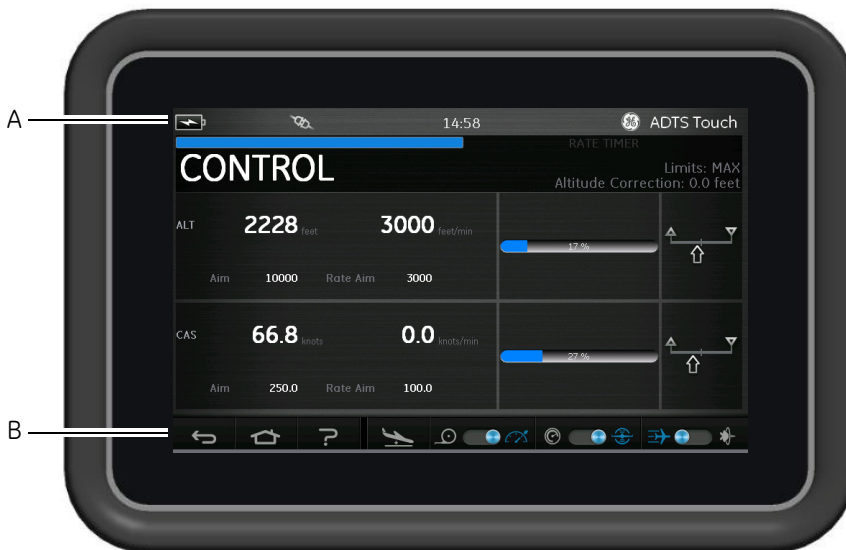 A
14:58
ADTS Touch
RATE TIMER
CONTROL
Limits: MAX
Altitude Correction: 0.0 feet
ALT 2228 feet 3000 feet/min
17 %
Aim 10000 Rate Aim 3000
CAS 66.8 knots 0.0 knots/min
27 %
Aim 250.0 Rate Aim 100.0
B